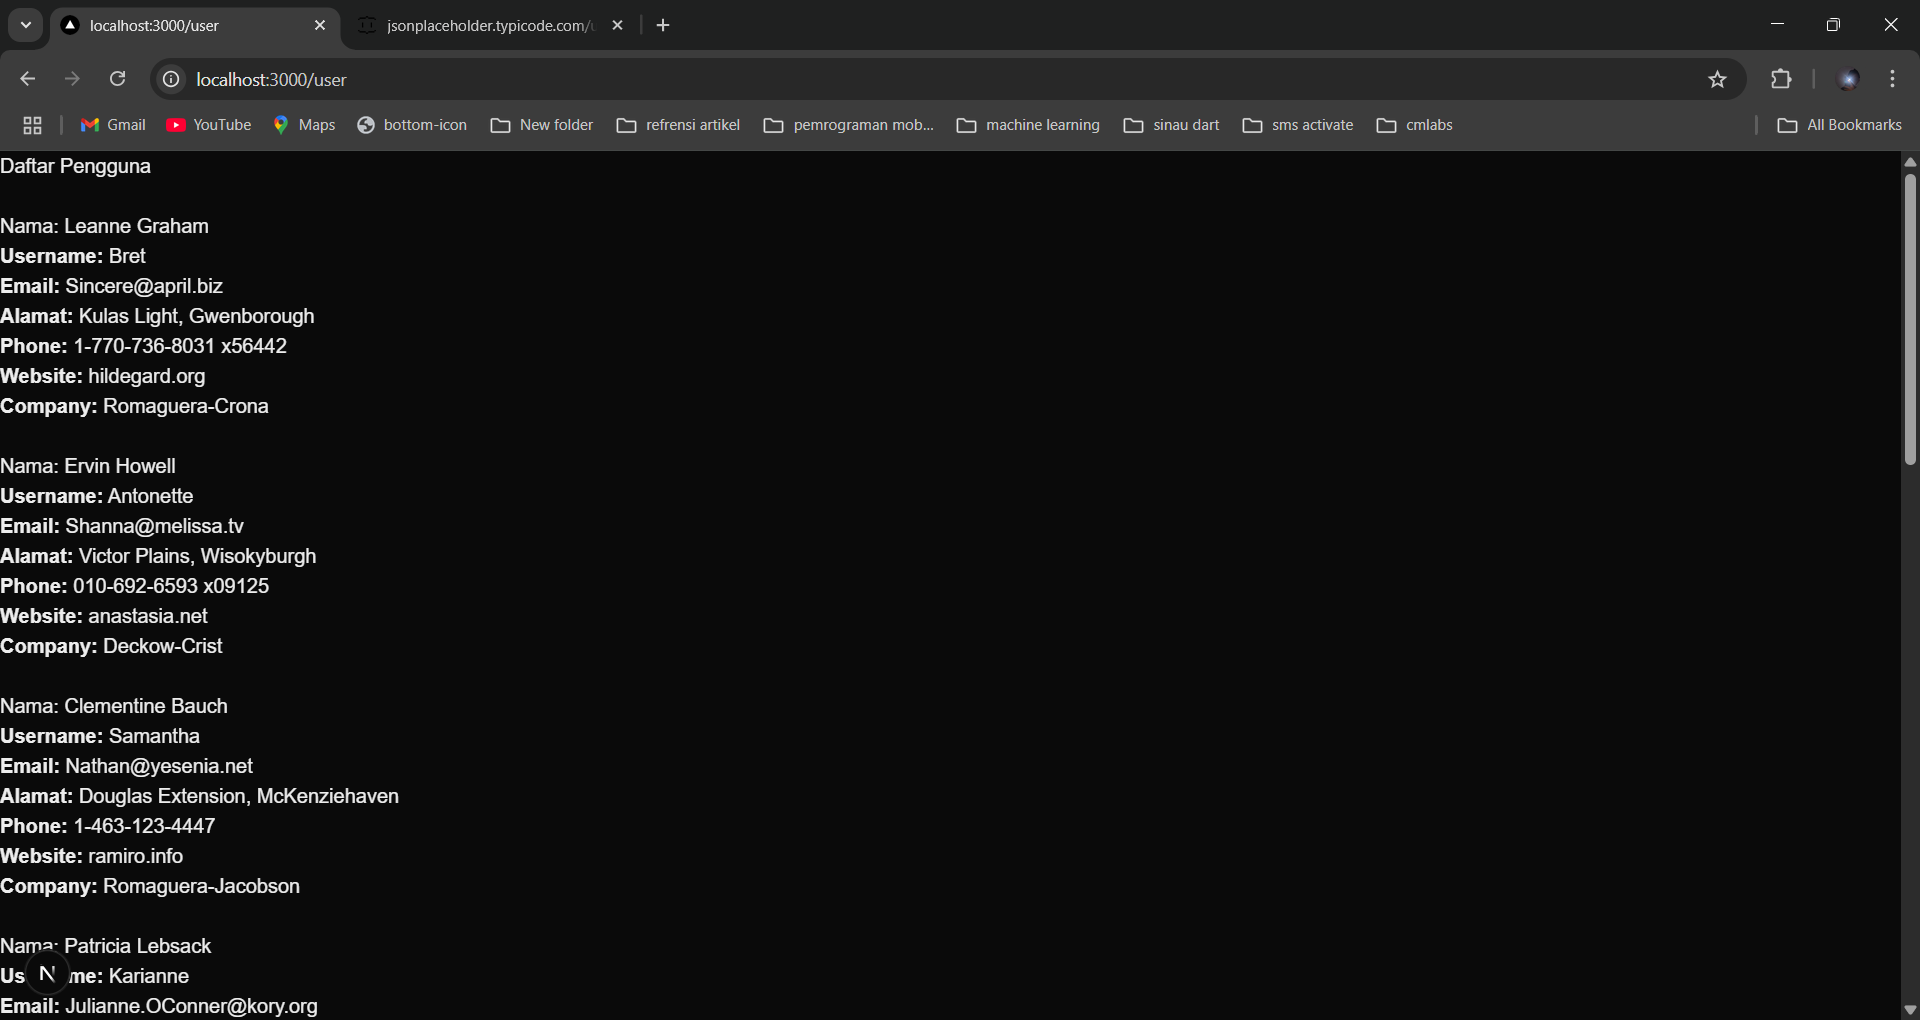 localhost:3000/user
jsonplaceholder.typicode.com/
localhost:3000/user
Gmail YouTube Maps bottom-icon New folder refrensi artikel pemrograman mob... machine learning sinau dart sms activate cmlabs All Bookmarks
Daftar Pengguna
Nama: Leanne Graham
Username: Bret
Email: Sincere@april.biz
Alamat: Kulas Light, Gwenborough
Phone: 1-770-736-8031 x56442
Website: hildegard.org
Company: Romaguera-Crona
Nama: Ervin Howell
Username: Antonette
Email: Shanna@melissa.tv
Alamat: Victor Plains, Wisokyburgh
Phone: 010-692-6593 x09125
Website: anastasia.net
Company: Deckow-Crist
Nama: Clementine Bauch
Username: Samantha
Email: Nathan@yesenia.net
Alamat: Douglas Extension, McKenziehaven
Phone: 1-463-123-4447
Website: ramiro.info
Company: Romaguera-Jacobson
Nama: Patricia Lebsack
Us N me: Karianne
Email: Julianne.OConner@kory.org